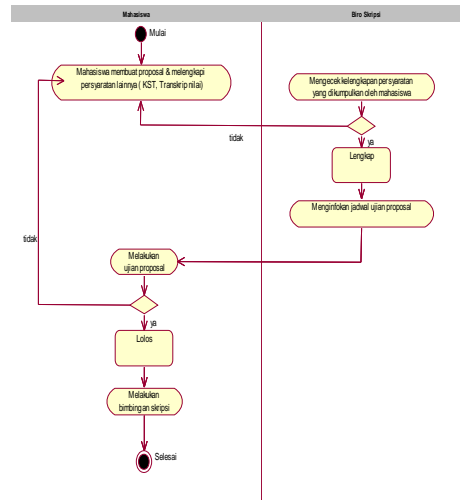 Mahasiswa
Biro Skripsi
Mulai
Mahasiswa membuat proposal & melengkapi
persyaratan lainnya ( KST, Transkrip nilai)
Mengecek kelengkapan persyaratan
yang dikumpulkan oleh mahasiswa
tidak
ya
Lengkap
Menginfokan jadwal ujian proposal
tidak
Melakukan
ujian proposal
ya
Lolos
Melakukan
bimbingan skripsi
Selesai